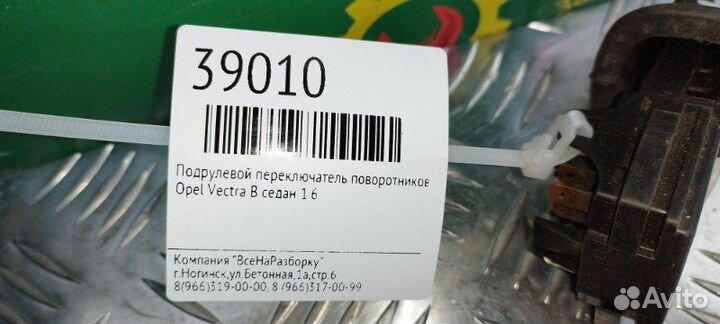 39010
Подрулевой переключатель поворотников
Opel Vectra B седан 1 6
Компания "ВсеНаРазборку"
г.Ногинск,ул.Бетонная,1а,стр.6
8(966)319-00-00, 8 (966)317-00-99
Avito